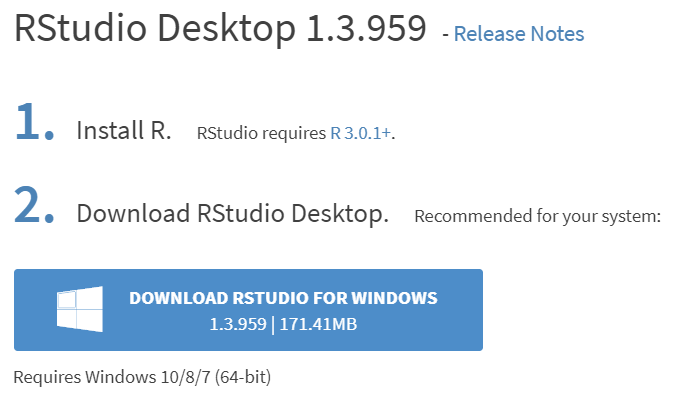 RStudio Desktop 1.3.959 - Release Notes
1. Install R. RStudio requires R 3.0.1+.
2. Download RStudio Desktop. Recommended for your system:
DOWNLOAD RSTUDIO FOR WINDOWS
1.3.959 | 171.41MB
Requires Windows 10/8/7 (64-bit)